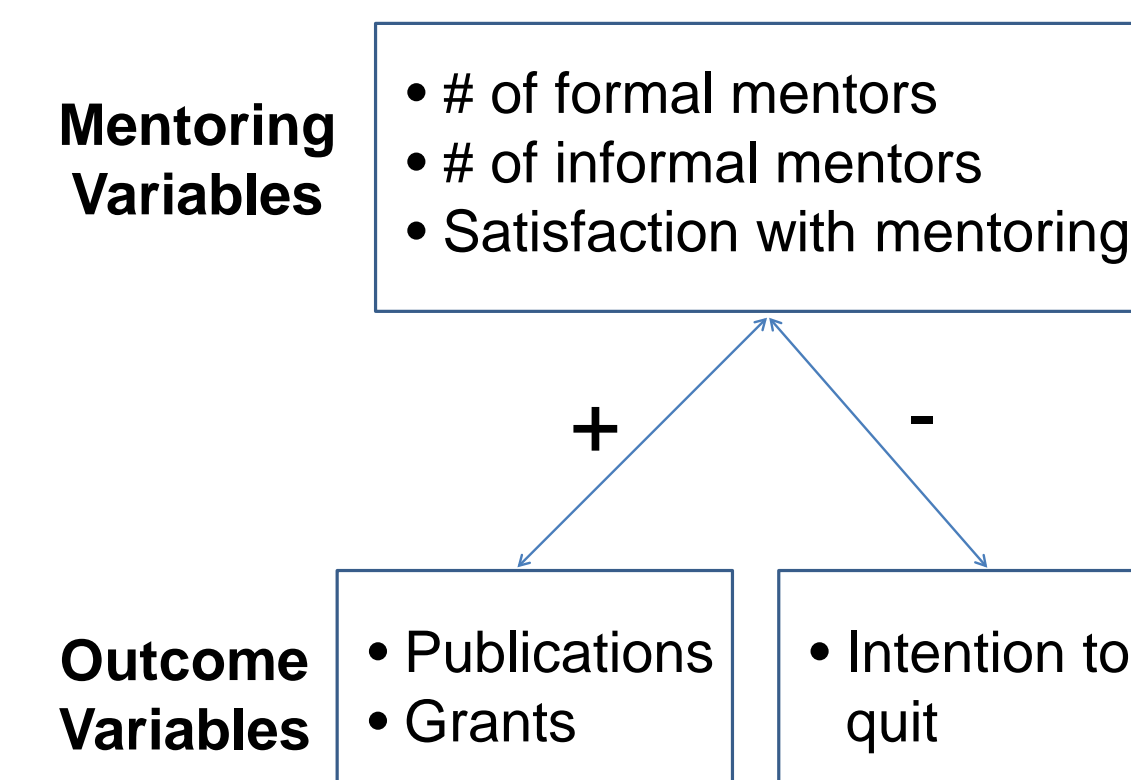 Mentoring
Variables
• # of formal mentors
• # of informal mentors
• Satisfaction with mentoring
+
-
Outcome
Variables
• Publications
• Grants
• Intention to
quit